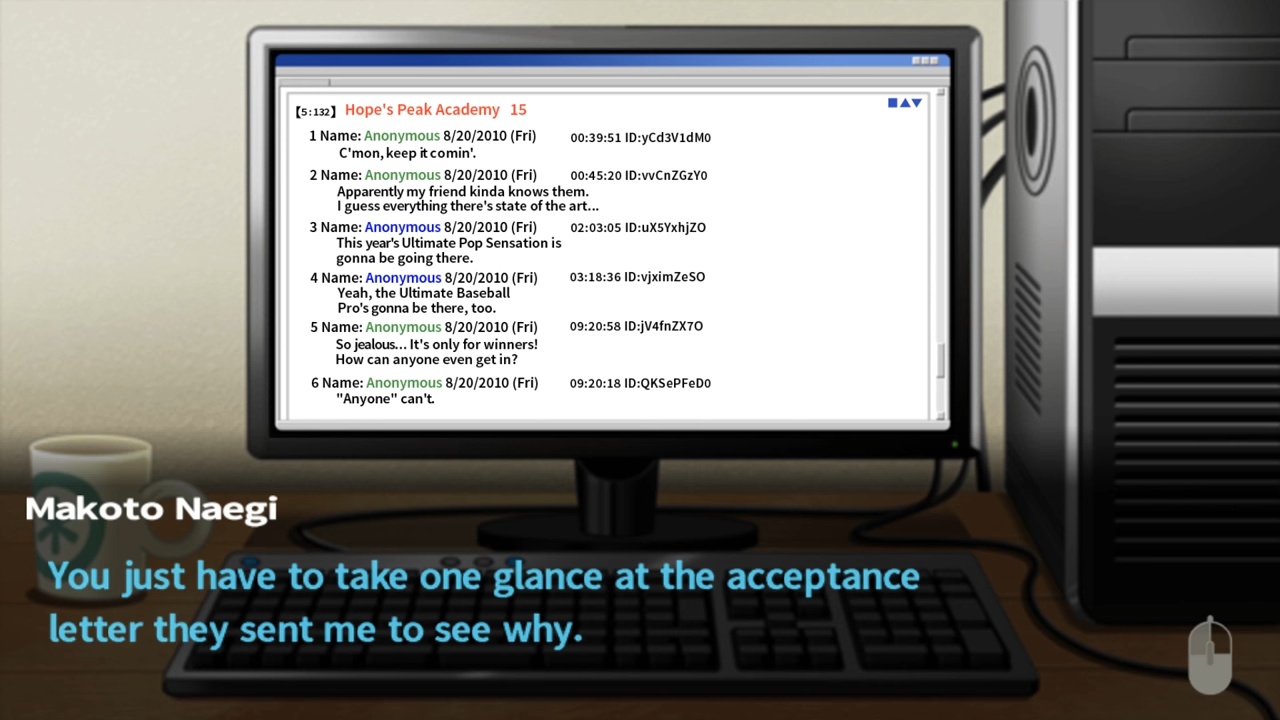 【5:132】 Hope's Peak Academy 15
1 Name: Anonymous 8/20/2010 (Fri) 00:39:51 ID:yCd3V1dM0
C'mon, keep it comin'.
2 Name: Anonymous 8/20/2010 (Fri) 00:45:20 ID:vvCnZGzY0
Apparently my friend kinda knows them.
I guess everything there's state of the art...
3 Name: Anonymous 8/20/2010 (Fri) 02:03:05 ID:uX5YxhjZO
This year's Ultimate Pop Sensation is
gonna be going there.
4 Name: Anonymous 8/20/2010 (Fri) 03:18:36 ID:vjximZeSO
Yeah, the Ultimate Baseball
Pro's gonna be there, too.
5 Name: Anonymous 8/20/2010 (Fri) 09:20:58 ID:jV4fnZX7O
So jealous... It's only for winners!
How can anyone even get in?
6 Name: Anonymous 8/20/2010 (Fri) 09:20:18 ID:QKSePFeD0
"Anyone" can't.
Makoto Naegi
You just have to take one glance at the acceptance
letter they sent me to see why.